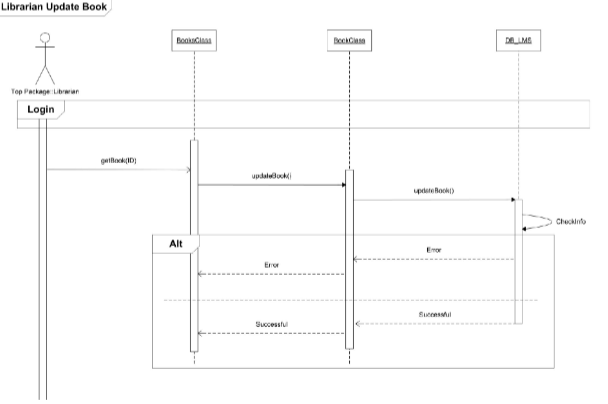 Librarian Update Book
BooksClass
BookClass
DB_LMS
Top Package::Librarian
Login
getBook(ID)
updateBook()
updateBook()
CheckInfo
Alt
Error
Error
Successful
Successful